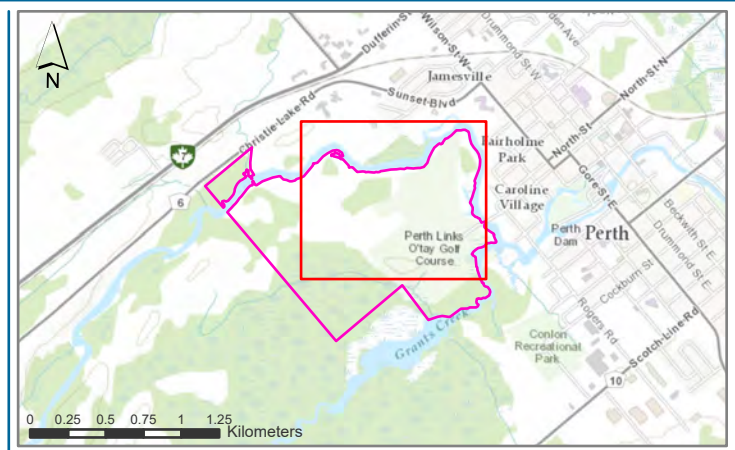 Dufferin St
Wilson St W
Drummond St W
den Ave
North St N
Jamesville
Sunset Blvd
Christie Lake Rd
N
7
6
Fairholme
Park
North St
Gore St E
Caroline
Village
Perth
Dam
Perth
Beckwith St E
Drummond St E
Perth Links
O'tay Golf
Course
Cockburn St
Rogers Rd
Grants Creek
Conlon
Recreational
Park
Scotch Line Rd
10
0 0.25 0.5 0.75 1 1.25
Kilometers